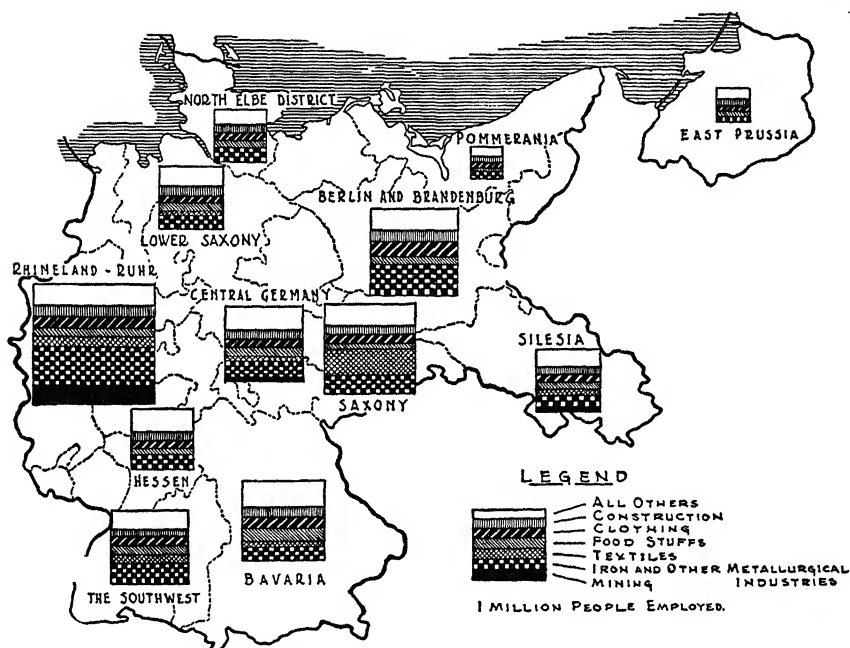 NORTH ELBE DISTRICT
POMMERANIA
EAST PRUSSIA
BERLIN AND BRANDENBURG
LOWER SAXONY
RHINELAND - RUHR
CENTRAL GERMANY
SILESIA
SAXONY
HESSEN
BAVARIA
THE SOUTHWEST
LEGEND
ALL OTHERS
CONSTRUCTION
CLOTHING
FOOD STUFFS
TEXTILES
IRON AND OTHER METALLURGICAL
MINING INDUSTRIES
1 MILLION PEOPLE EMPLOYED.